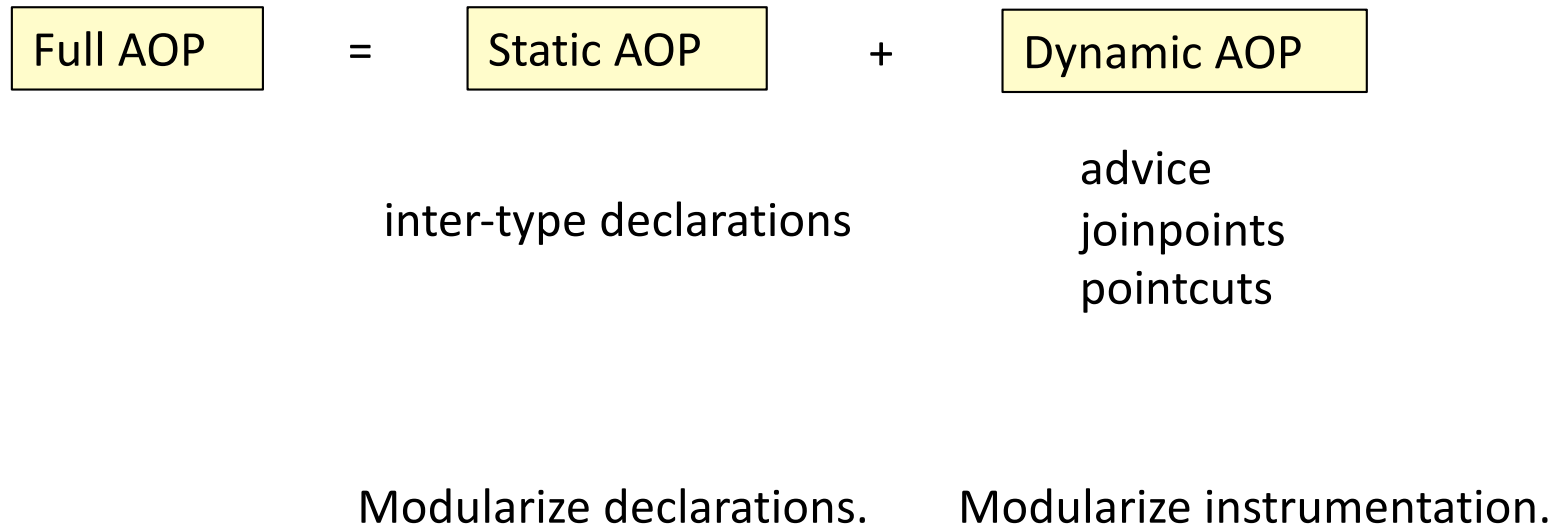 Full AOP = Static AOP + Dynamic AOP
advice
inter-type declarations
joinpoints
pointcuts
Modularize declarations. Modularize instrumentation.